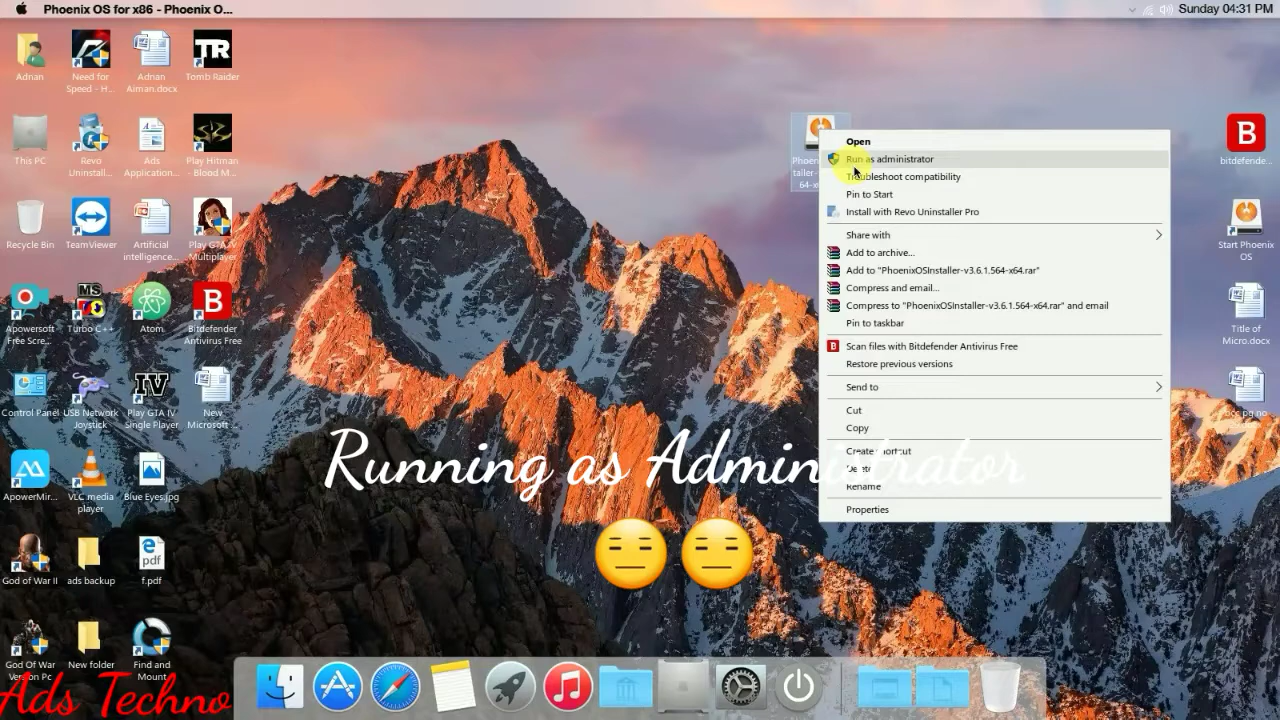 Phoenix OS for x86 - Phoenix O...
Sunday 04:31 PM
Adnan
Need for
Speed - H...
Adnan
Aiman.docx
TR
Tomb Raider
This PC
Revo
Uninstall...
Ads
Application...
Play Hitman
- Blood M...
Recycle Bin
TeamViewer
Artificial
intelligence...
Play GTA IV
Multiplayer
Apowersoft
Free Scre...
MS
Turbo C++
Atom
B
Bitdefender
Antivirus Free
Control Panel
USB Network
Joystick
IV
Play GTA IV
Single Player
New
Microsoft ...
ApowerMir...
VLC media
player
Blue Eyes.jpg
God of War II
ads backup
pdf
f.pdf
God Of War
New folder
Find and
Mount
Ads Techno
64-x
Open
Run as administrator
Troubleshoot compatibility
Pin to Start
Install with Revo Uninstaller Pro
Share with
Add to archive...
Add to "PhoenixOSInstaller-v3.6.1.564-x64.rar"
Compress and email...
Compress to "PhoenixOSInstaller-v3.6.1.564-x64.rar" and email
Pin to taskbar
B
Scan files with Bitdefender Antivirus Free
Restore previous versions
Send to
Cut
Copy
Create shortcut
Delete
Rename
Properties
Running as Administrator
B
bitdefende...
Start Phoenix
OS
Title of
Micro.docx